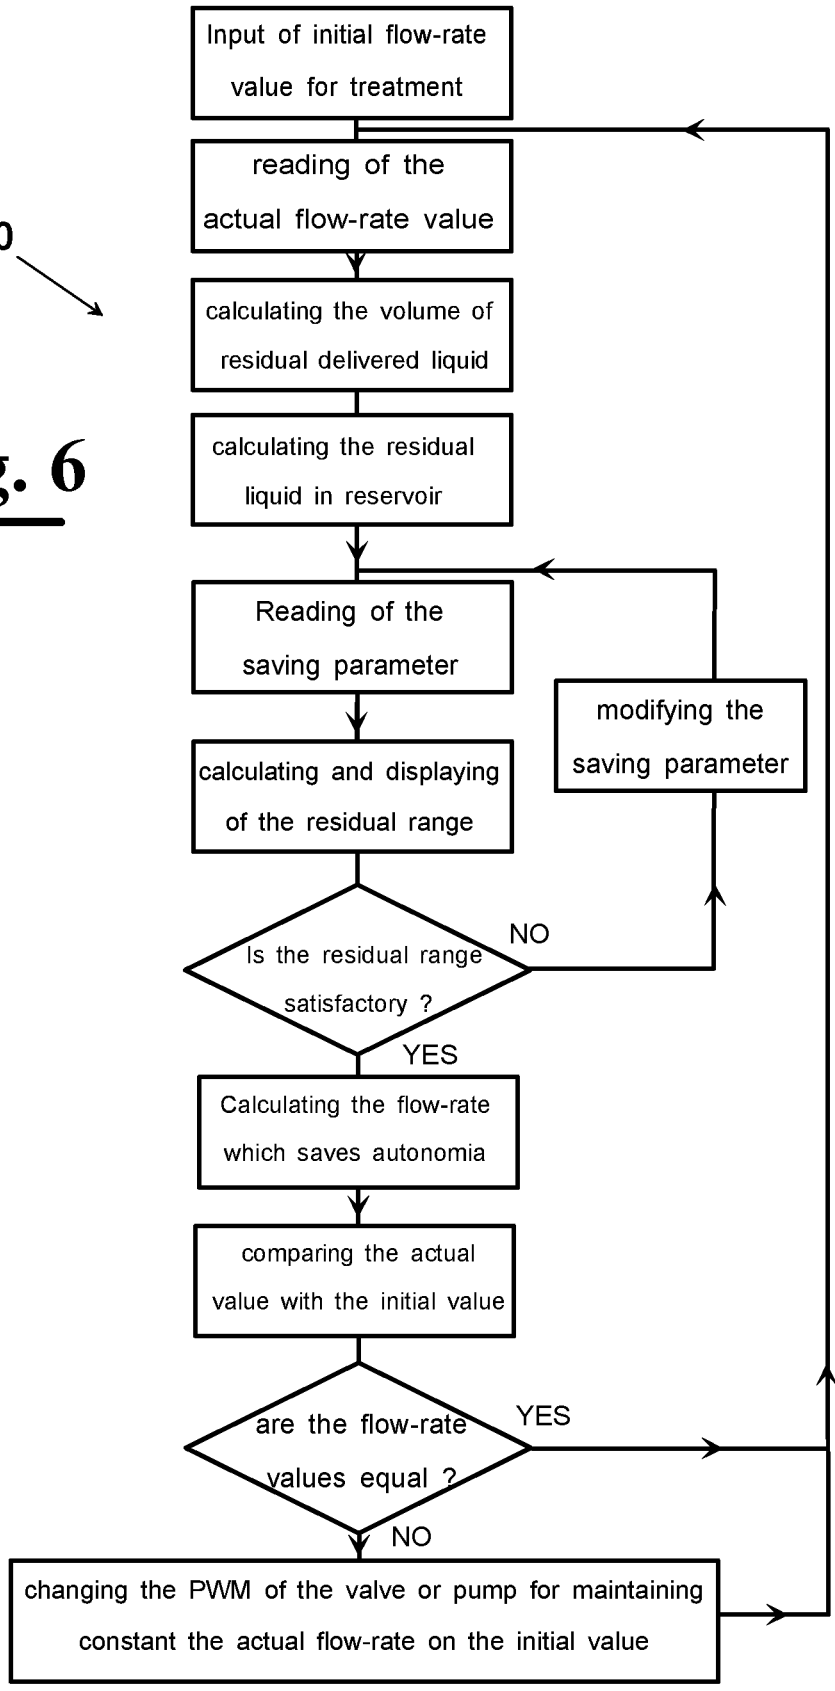 Input of initial flow-rate
value for treatment
reading of the
actual flow-rate value
0
calculating the volume of
residual delivered liquid
calculating the residual
liquid in reservoir
g. 6
Reading of the
saving parameter
modifying the
saving parameter
calculating and displaying
of the residual range
NO
Is the residual range
satisfactory ?
YES
Calculating the flow-rate
which saves autonomia
comparing the actual
value with the initial value
YES
are the flow-rate
values equal ?
NO
changing the PWM of the valve or pump for maintaining
constant the actual flow-rate on the initial value